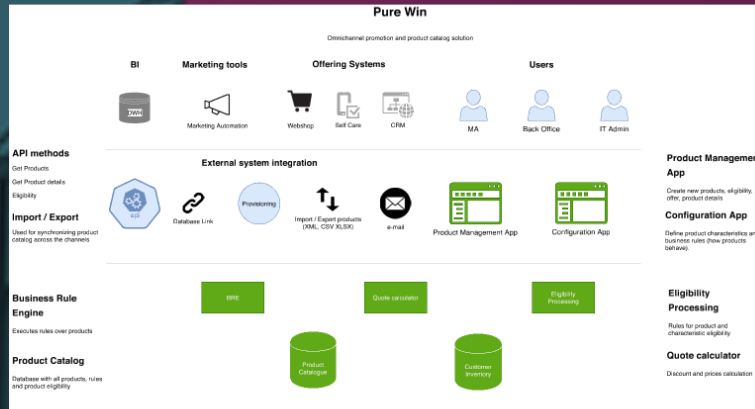 Pure Win
Omnichannel promotion and product catalog solution
BI
Marketing tools
Offering Systems
Users
DWH
Marketing Automation
Webshop
Self Care
CRM
MA
Back Office
IT Admin
External system integration
API methods
Get Products
Get Product details
Eligibility
Import / Export
Used for synchronizing product
catalog across the channels
api
Database Link
Provisioning
Import / Export products
(XML, CSV XLSX)
e-mail
Product Management App
Configuration App
Product Managemen
App
Create new products, eligibility,
offer, product details
Configuration App
Define product characteristics an
business rules (how products
behave).
Business Rule
Engine
Executes rules over products
Product Catalog
Database with all products, rules
and product eligibility
BRE
Quote calculator
Eligibility
Processing
Product
Catalogue
Customer
Inventory
Eligibility
Processing
Rules for product and
characteristic eligibility
Quote calculator
Discount and prices calculation